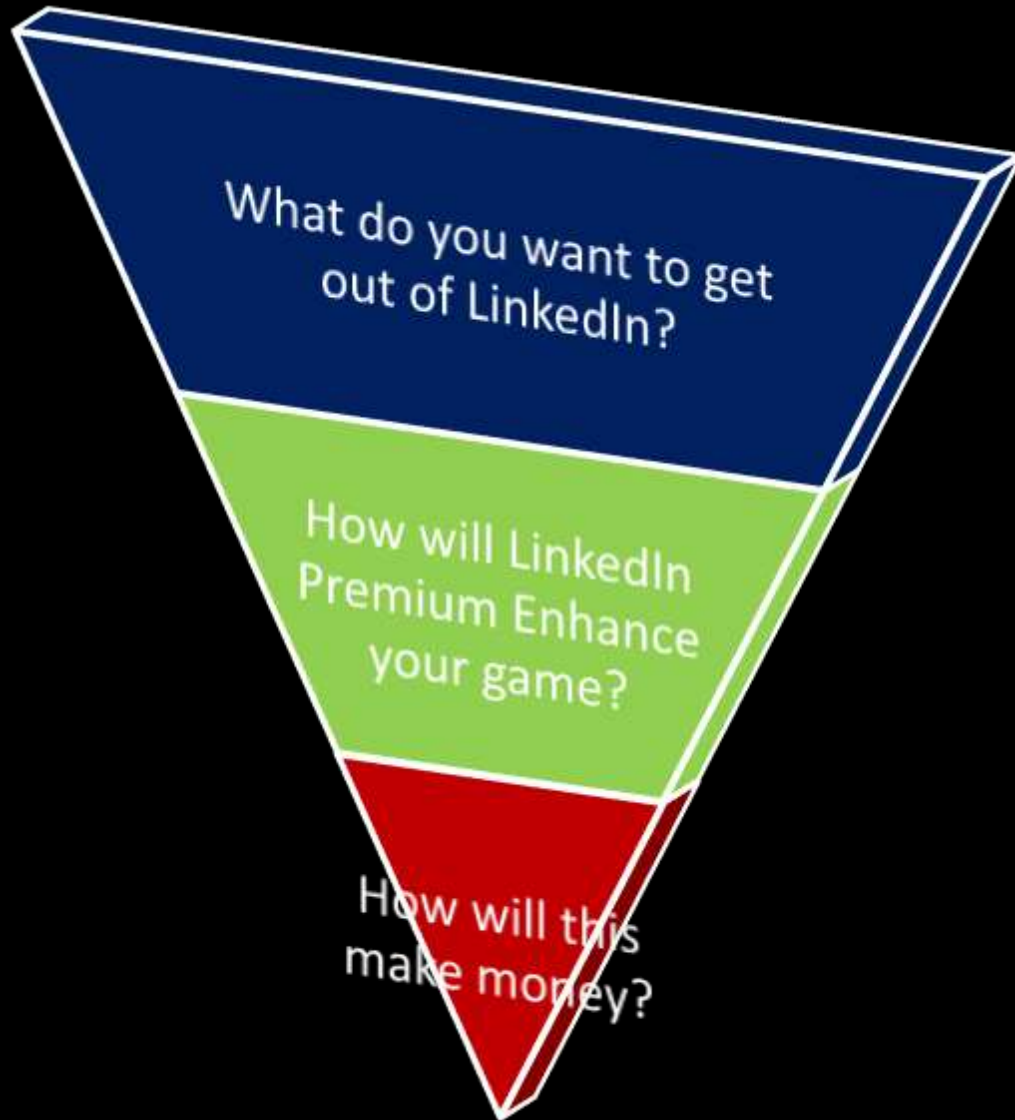 What do you want to get
out of LinkedIn?
How will LinkedIn
Premium Enhance
your game?
How will this
make money?